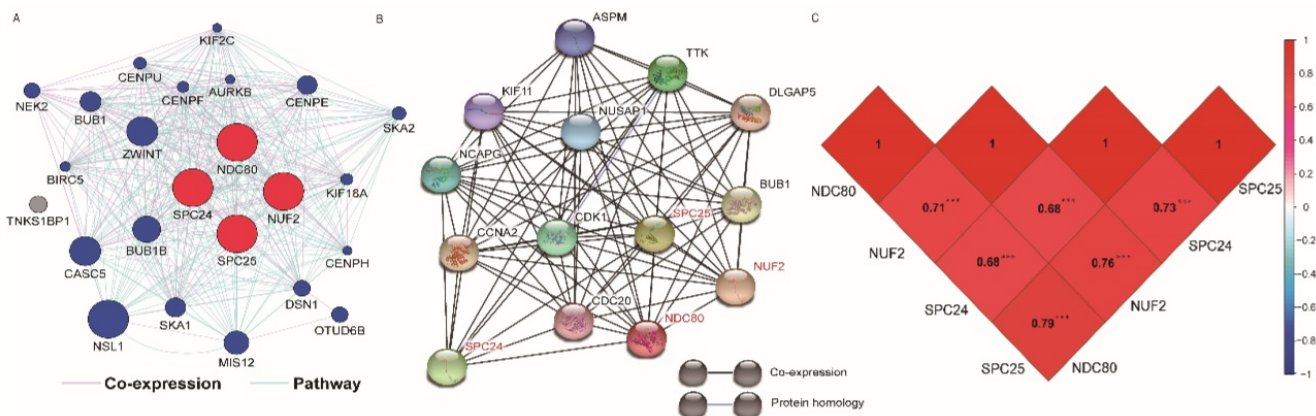 A
KIF2C
CENPU
AURKB
NEK2
CENPF
CENPE
BUB1
SKA2
ZWINT
NDC80
BIRC5
KIF18A
TNKS1BP1
SPC24
NUF2
BUB1B
SPC25
CASC5
CENPH
DSN1
SKA1
OTUD6B
NSL1
MIS12
Co-expression
Pathway
B
ASPM
TTK
KIF11
NUSAP1
DLGAP5
NCAPG
BUB1
CDK1
SPC25
CCNA2
NUF2
CDC20
NDC80
SPC24
Co-expression
Protein homology
C
1
1
1
1
NDC80
SPC25
0.71***
0.68***
0.73***
NUF2
SPC24
0.68***
0.76***
SPC24
NUF2
0.79***
SPC25
NDC80
1
0.8
0.6
0.4
0.2
0
-0.2
-0.4
-0.6
-0.8
-1